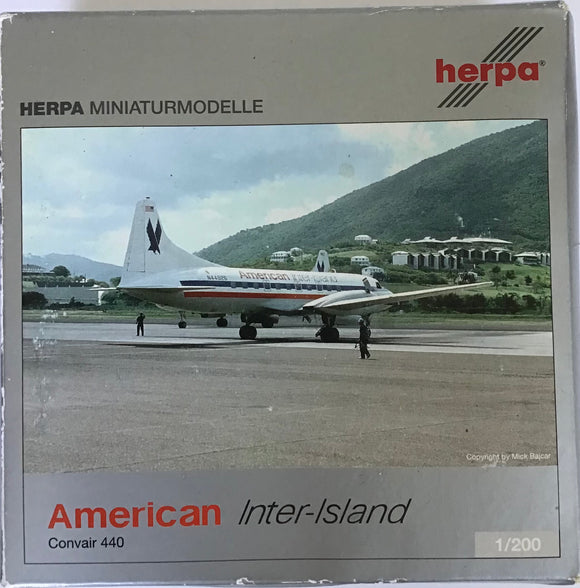 herpa®
HERPA MINIATURMODELLE
American Inter-Island
Copyright by Mick Bajcar
American Inter-Island
Convair 440
1/200